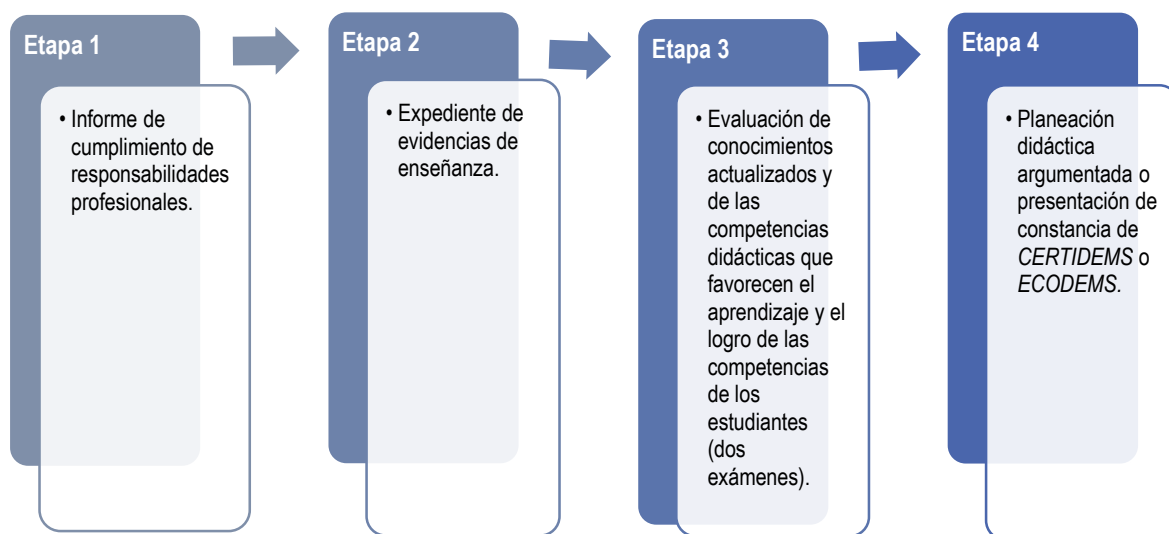 Etapa 1
• Informe de
cumplimiento de
responsabilidades
profesionales.
Etapa 2
• Expediente de
evidencias de
enseñanza.
Etapa 3
• Evaluación de
conocimientos
actualizados y
de las
competencias
didácticas que
favorecen el
aprendizaje y el
logro de las
competencias
de los
estudiantes
(dos
exámenes).
Etapa 4
• Planeación
didáctica
argumentada o
presentación de
constancia de
CERTIDEMS o
ECODEMS.